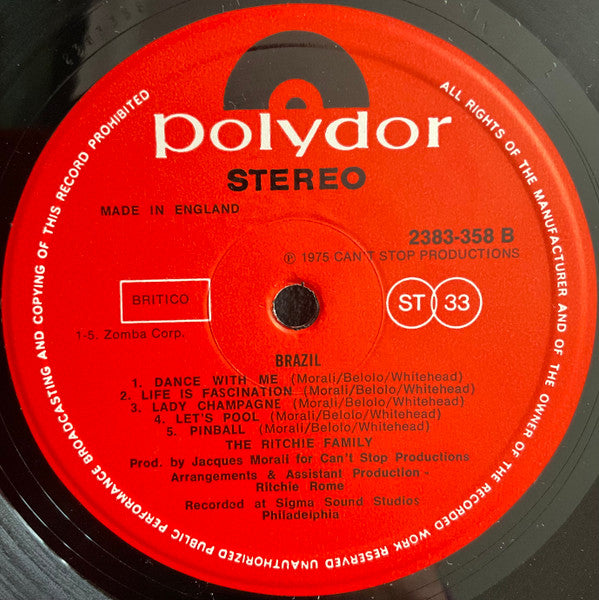 polydor
STEREO
MADE IN ENGLAND
2383-358 B
℗ 1975 CAN'T STOP PRODUCTIONS
BRITICO
ST 33
1-5. Zomba Corp.
BRAZIL
1. DANCE WITH ME (Morali/Belolo/Whitehead)
2. LIFE IS FASCINATION (Morali/Belolo/Whitehead)
3. LADY CHAMPAGNE (Morali/Belolo/Whitehead)
4. LET'S POOL (Morali/Belolo/Whitehead)
5. PINBALL (Morali/Belolo/Whitehead)
THE RITCHIE FAMILY
Prod. by Jacques Morali for Can't Stop Productions
Arrangements & Assistant Production -
Ritchie Rome
Recorded at Sigma Sound Studios
Philadelphia
ALL RIGHTS OF THE MANUFACTURER AND OF THE OWNER OF THE RECORDED WORK RESERVED UNAUTHORIZED PUBLIC PERFORMANCE BROADCASTING AND COPYING OF THIS RECORD PROHIBITED